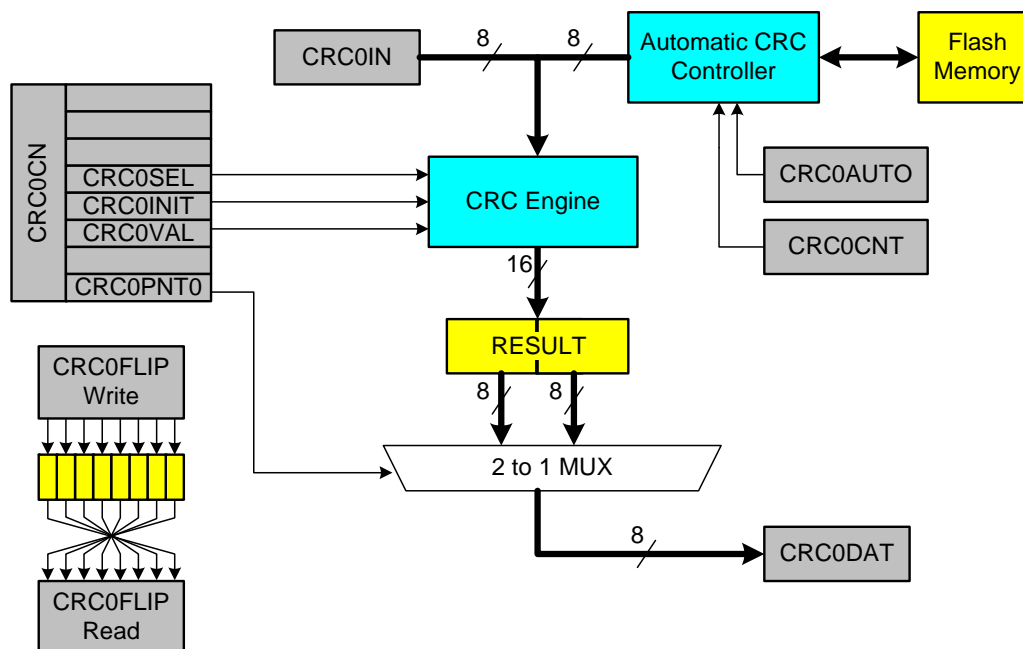 CRC0IN
8
8
Automatic CRC
Controller
Flash
Memory
CRC0CN
CRC0SEL
CRC0INIT
CRC0VAL
CRC0PNT0
CRC Engine
CRC0AUTO
CRC0CNT
16
RESULT
8
8
2 to 1 MUX
8
CRC0DAT
CRC0FLIP
Write
CRC0FLIP
Read